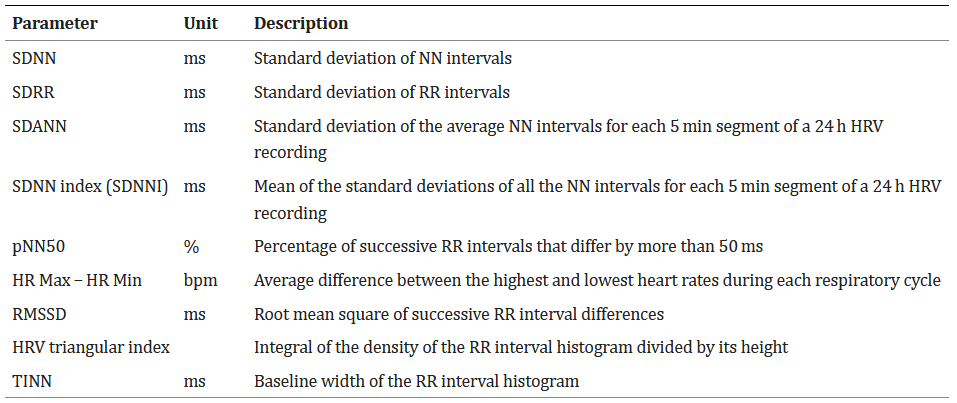 Parameter Unit Description
SDNN ms Standard deviation of NN intervals
SDRR ms Standard deviation of RR intervals
SDANN ms Standard deviation of the average NN intervals for each 5 min segment of a 24 h HRV
recording
SDNN index (SDNNI) ms Mean of the standard deviations of all the NN intervals for each 5 min segment of a 24 h HRV
recording
pNN50 % Percentage of successive RR intervals that differ by more than 50 ms
HR Max – HR Min bpm Average difference between the highest and lowest heart rates during each respiratory cycle
RMSSD ms Root mean square of successive RR interval differences
HRV triangular index Integral of the density of the RR interval histogram divided by its height
TINN ms Baseline width of the RR interval histogram